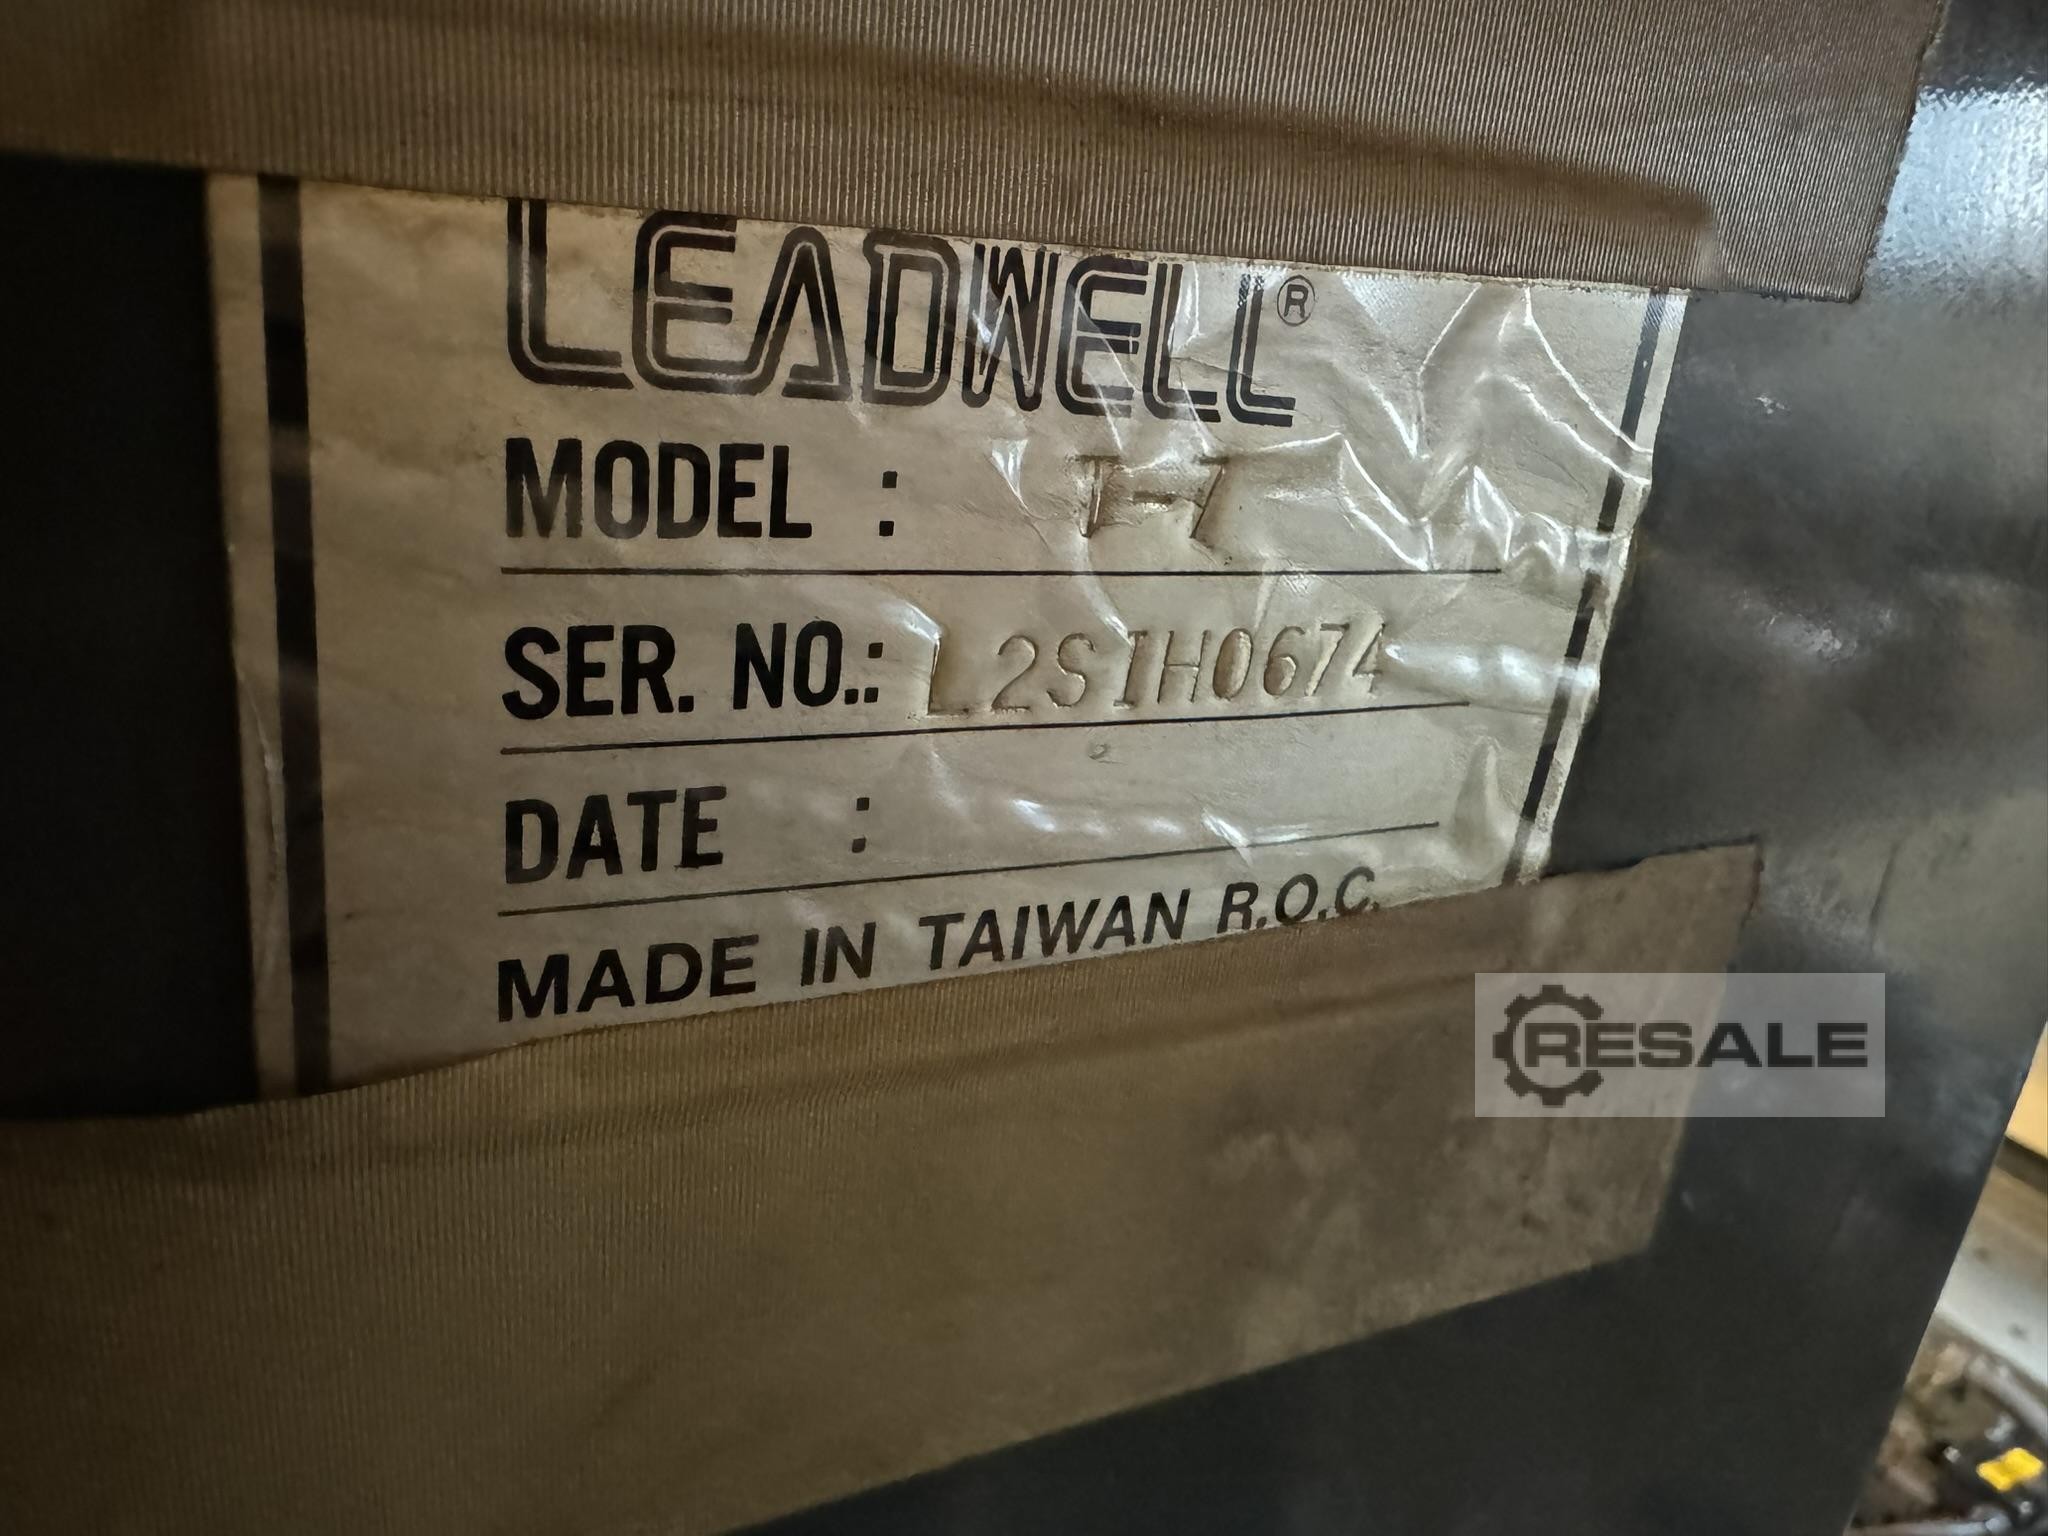 LEADWELL®
MODEL : T-7
SER. NO.: L2SIH0674
DATE :
MADE IN TAIWAN R.O.C.
RESALE